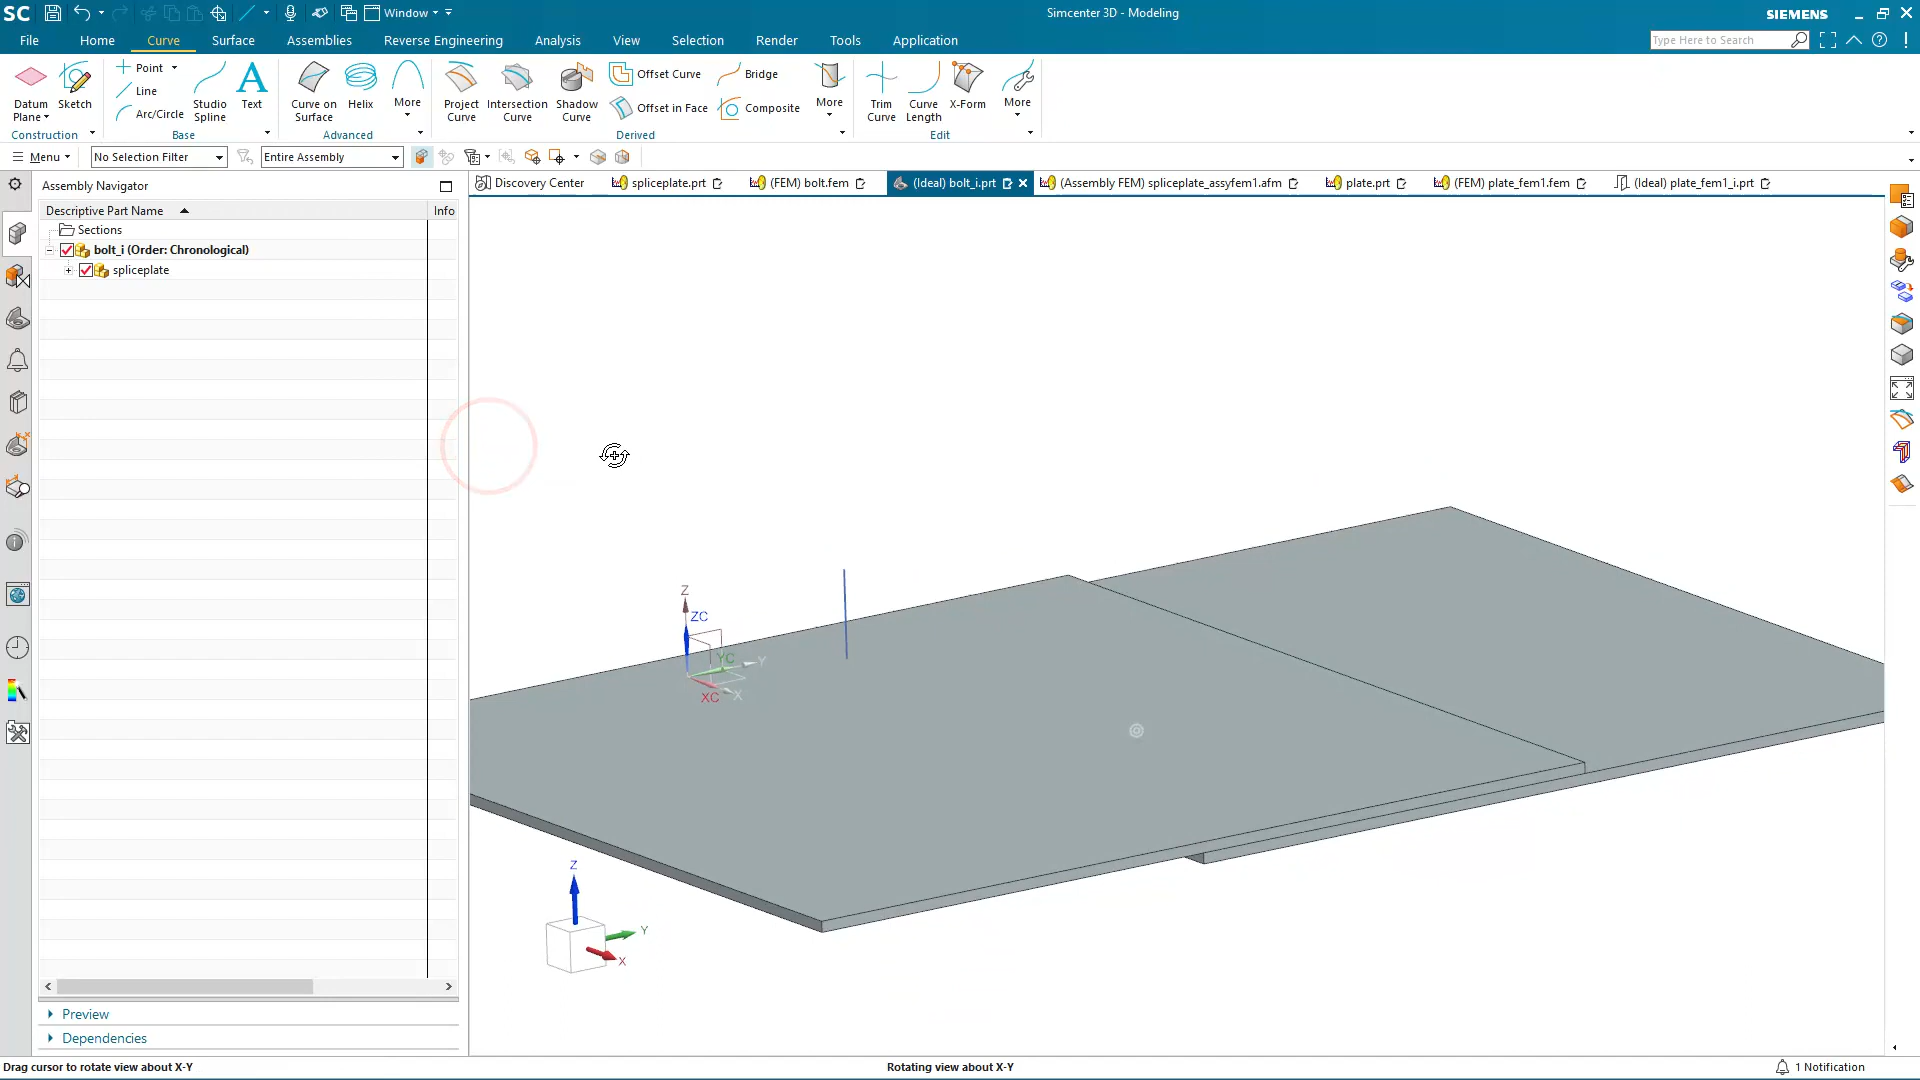 SC
Window
Simcenter 3D - Modeling
SIEMENS
File
Home
Curve
Surface
Assemblies
Reverse Engineering
Analysis
View
Selection
Render
Tools
Application
Type Here to Search
Datum Plane
Sketch
Point
Line
Arc/Circle
Studio Spline
Text
Curve on Surface
Helix
More
Project Curve
Intersection Curve
Shadow Curve
Offset Curve
Offset in Face
Bridge
Composite
More
Trim Curve
Curve Length
X-Form
More
Construction
Base
Advanced
Derived
Edit
Menu
No Selection Filter
Entire Assembly
Assembly Navigator
Discovery Center
spliceplate.prt
(FEM) bolt.fem
(Ideal) bolt_i.prt
(Assembly FEM) spliceplate_assyfem1.afm
plate.prt
(FEM) plate_fem1.fem
(Ideal) plate_fem1_i.prt
Descriptive Part Name
Info
Sections
bolt_i (Order: Chronological)
spliceplate
Z
ZC
YC
Y
XC
X
Z
Y
X
Preview
Dependencies
Drag cursor to rotate view about X-Y
Rotating view about X-Y
1 Notification